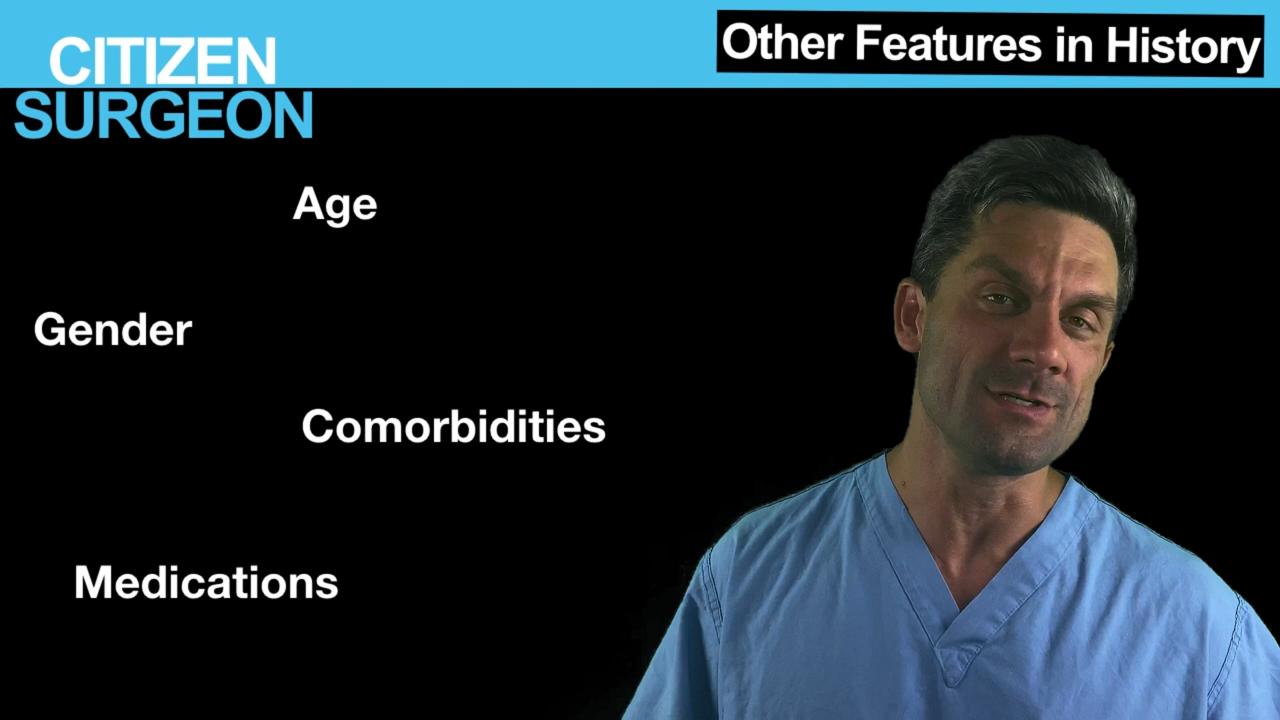 CITIZEN
SURGEON
Other Features in History
Age
Gender
Comorbidities
Medications